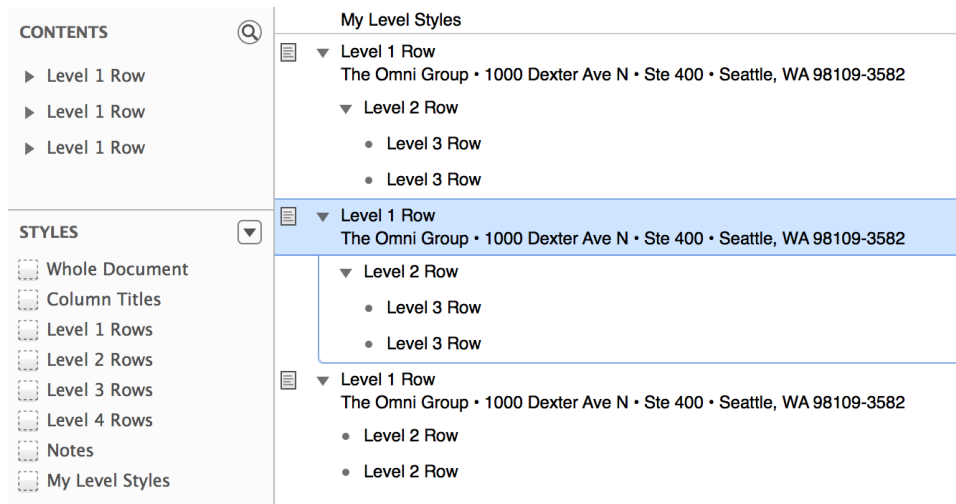 CONTENTS
Level 1 Row
Level 1 Row
Level 1 Row
STYLES
Whole Document
Column Titles
Level 1 Rows
Level 2 Rows
Level 3 Rows
Level 4 Rows
Notes
My Level Styles
My Level Styles
Level 1 Row
The Omni Group • 1000 Dexter Ave N • Ste 400 • Seattle, WA 98109-3582
Level 2 Row
Level 3 Row
Level 3 Row
Level 1 Row
The Omni Group • 1000 Dexter Ave N • Ste 400 • Seattle, WA 98109-3582
Level 2 Row
Level 3 Row
Level 3 Row
Level 1 Row
The Omni Group • 1000 Dexter Ave N • Ste 400 • Seattle, WA 98109-3582
Level 2 Row
Level 2 Row